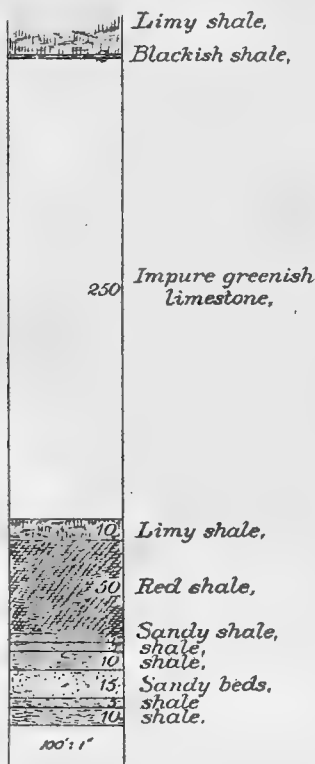 Limy shale,
Blackish shale,
250 Impure greenish
limestone,
10 Limy shale,
50 Red shale,
Sandy shale,
shale,
10 shale,
15 Sandy beds,
5 shale
10 shale.
100':1"